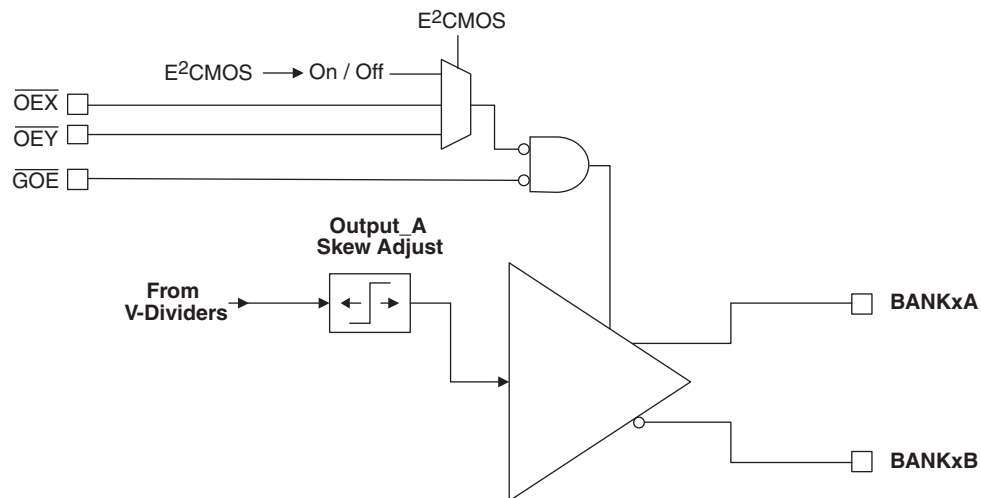 E²CMOS
E²CMOS On / Off
OEX
OEY
GOE
Output_A
Skew Adjust
From
V-Dividers
BANKxA
BANKxB